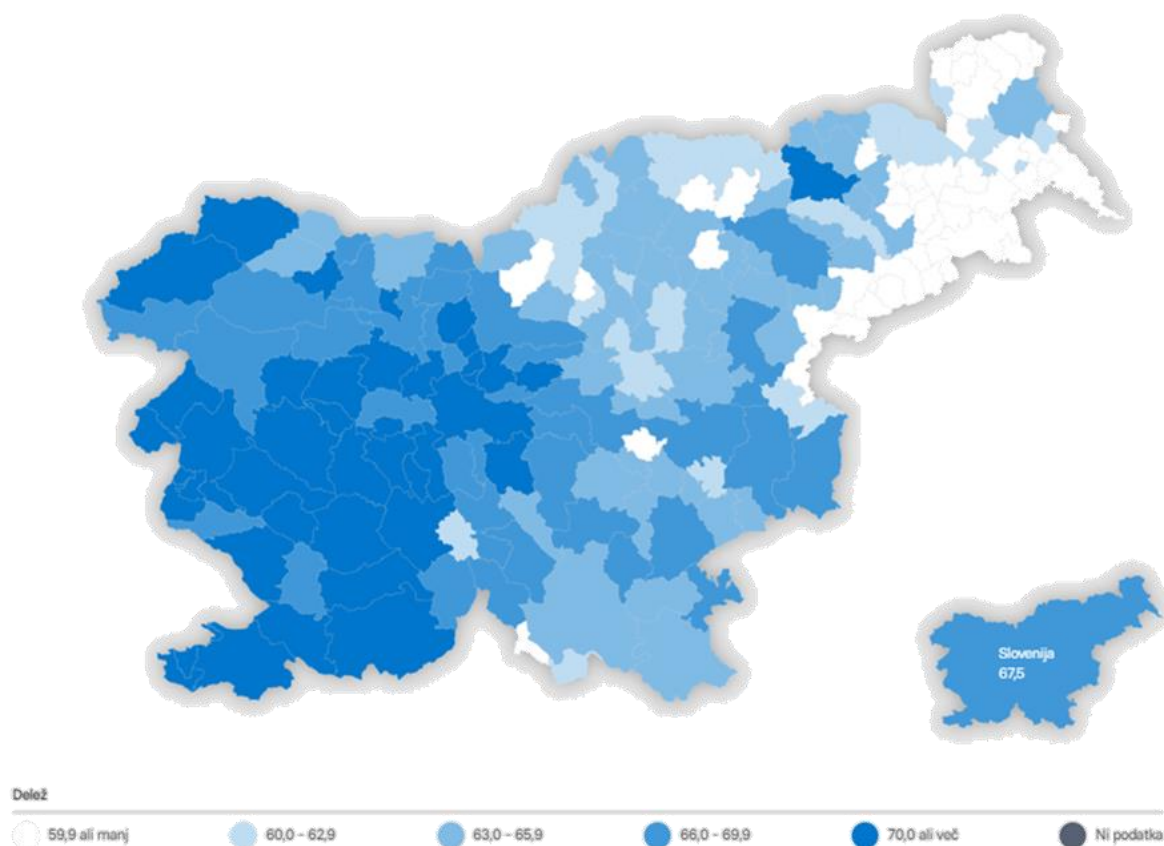 Slovenija
67,5
Delež
59,9 ali manj
60,0 - 62,9
63,0 - 65,9
66,0 - 69,9
70,0 ali več
Ni podatka